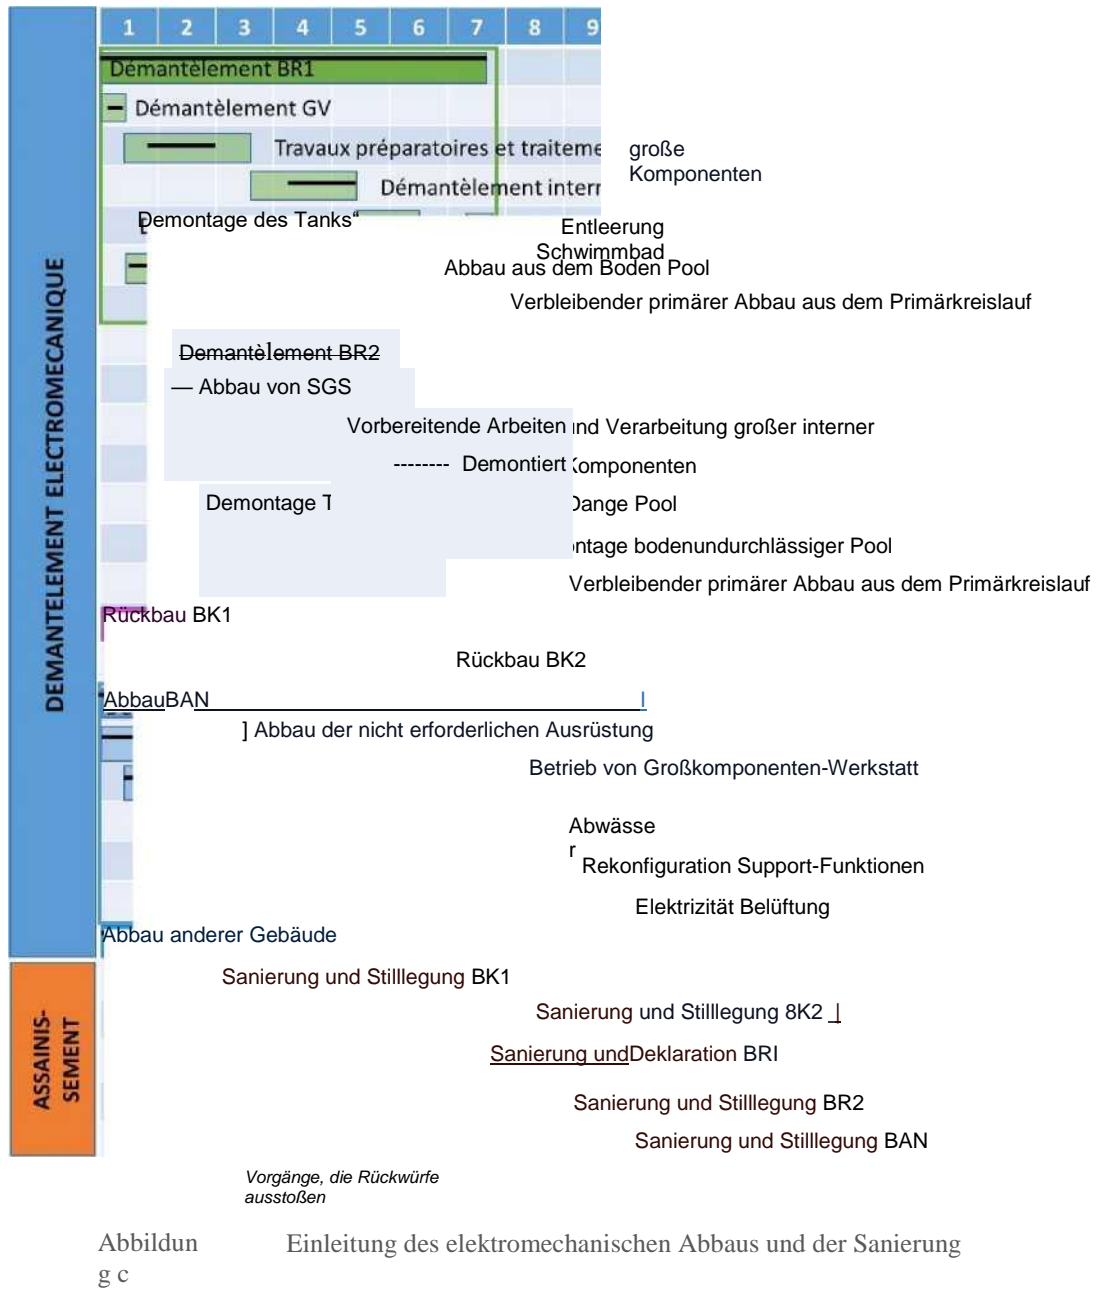 1 2 3 4 5 6 7 8 9
DEMANTELEMENT ELECTROMECANIQUE
Démantèlement BR1
Démantèlement GV
Travaux préparatoires et traiteme
große
Komponenten
Démantèlement intern
Demontage des Tanks“
Entleerung
Schwimmbad
Abbau aus dem Boden Pool
Verbleibender primärer Abbau aus dem Primärkreislauf
Demantèlement BR2
— Abbau von SGS
Vorbereitende Arbeiten und Verarbeitung großer interner
-------- Demontiert Komponenten
Demontage T
Dange Pool
ontage bodenundurchlässiger Pool
Verbleibender primärer Abbau aus dem Primärkreislauf
Rückbau BK1
Rückbau BK2
AbbauBAN
] Abbau der nicht erforderlichen Ausrüstung
Betrieb von Großkomponenten-Werkstatt
Abwässe
r
Rekonfiguration Support-Funktionen
Elektrizität Belüftung
Abbau anderer Gebäude
ASSAINIS-
SEMENT
Sanierung und Stilllegung BK1
Sanierung und Stilllegung 8K2 |
Sanierung undDeklaration BRI
Sanierung und Stilllegung BR2
Sanierung und Stilllegung BAN
Vorgänge, die Rückwürfe
ausstoßen
Abbildun
g c
Einleitung des elektromechanischen Abbaus und der Sanierung